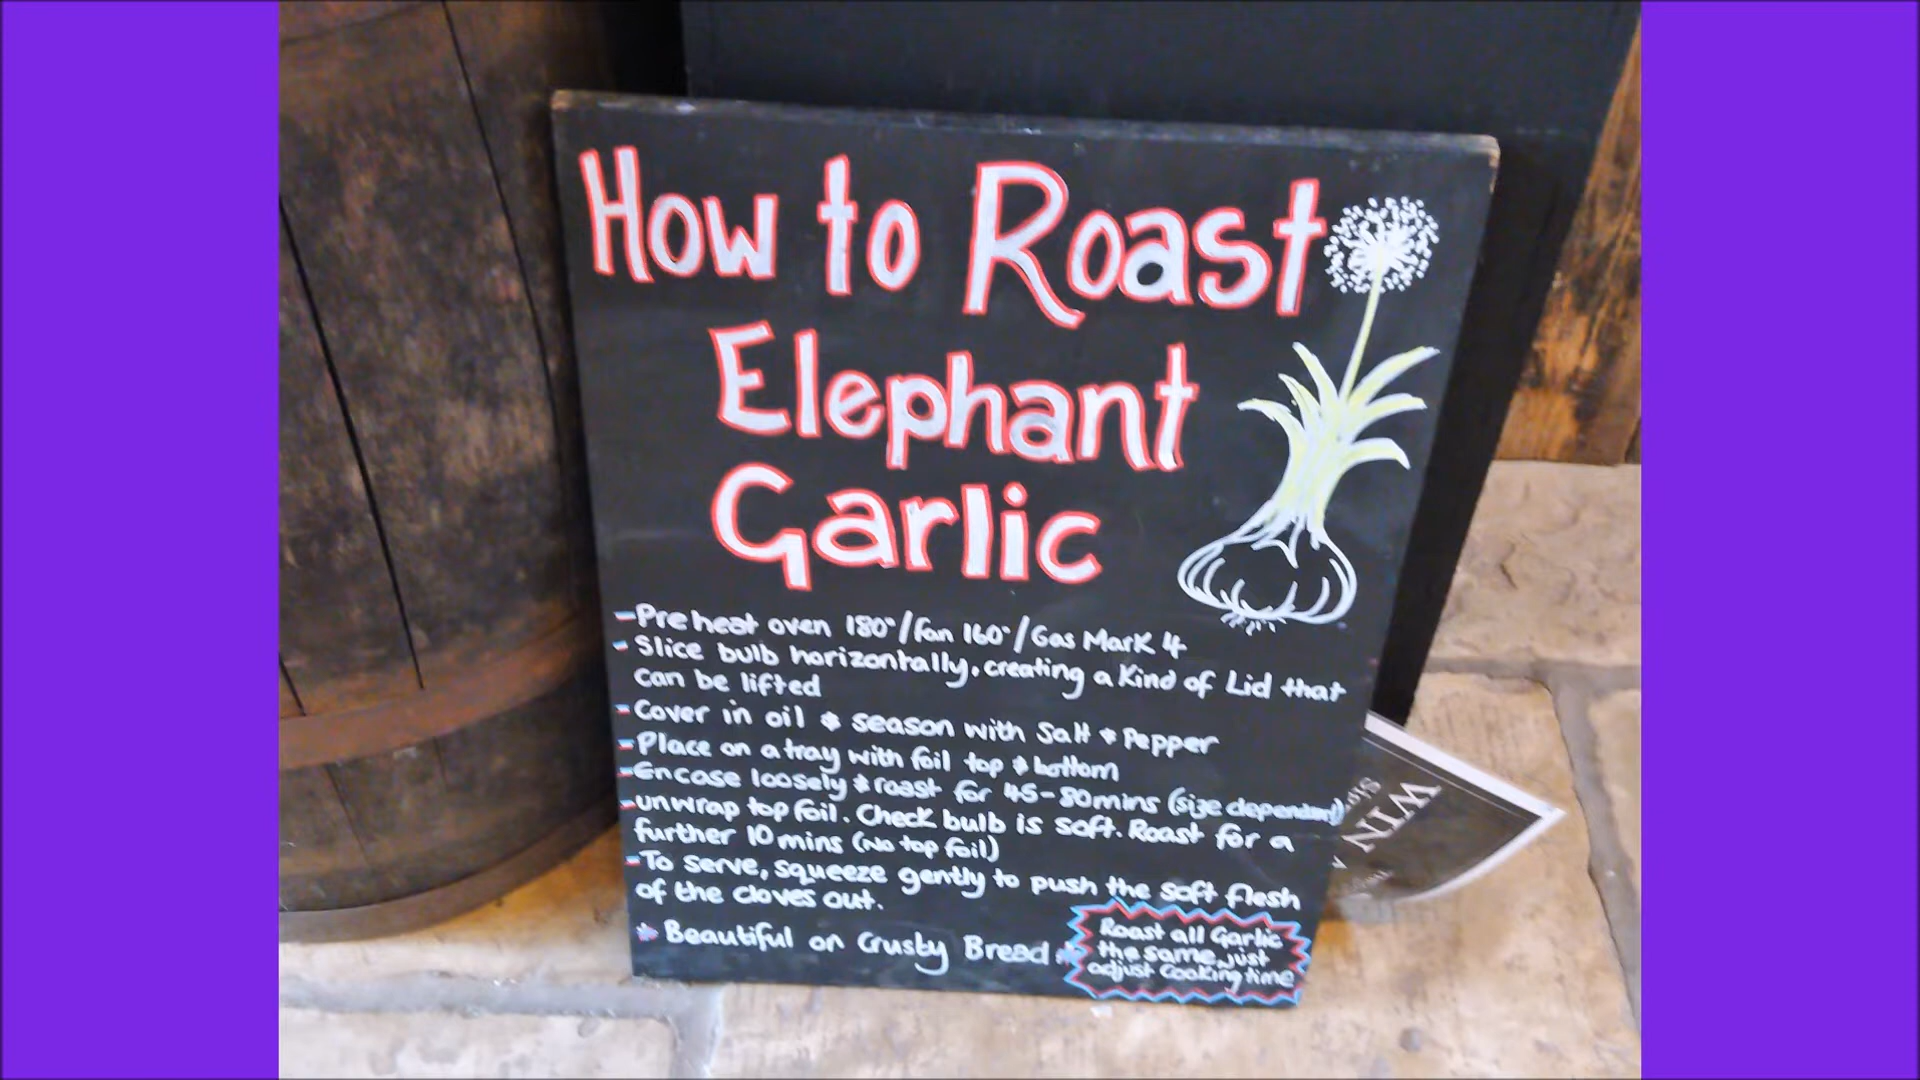 How to Roast
Elephant
Garlic
- Preheat oven 180°/fan 160°/Gas Mark 4
- Slice bulb horizontally, creating a Kind of Lid that
can be lifted
- Cover in oil & season with Salt & Pepper
- Place on a tray with foil top & bottom
- Encase loosely & roast for 45-80mins (size dependant)
- unwrap top foil. Check bulb is soft. Roast for a
further 10 mins (No top foil)
- To serve, squeeze gently to push the soft flesh
of the cloves out.
* Beautiful on Crusty Bread *
Roast all Garlic
the same, just
adjust Cooking time
WIN